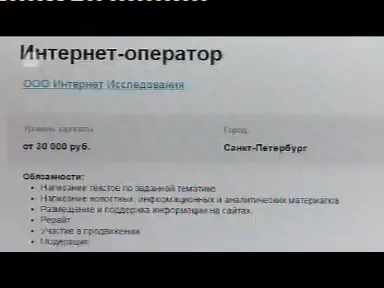 Интернет-оператор
ООО Интернет Исследования
Уровень зарплаты
Город
от 30 000 руб.
Санкт-Петербург
Обязанности:
• Написание текстов по заданной тематике
• Написание новостных, информационных и аналитических материалов
• Размещение и поддержка информации на сайтах.
• Рерайт
• Участие в продвижении
• Модерация